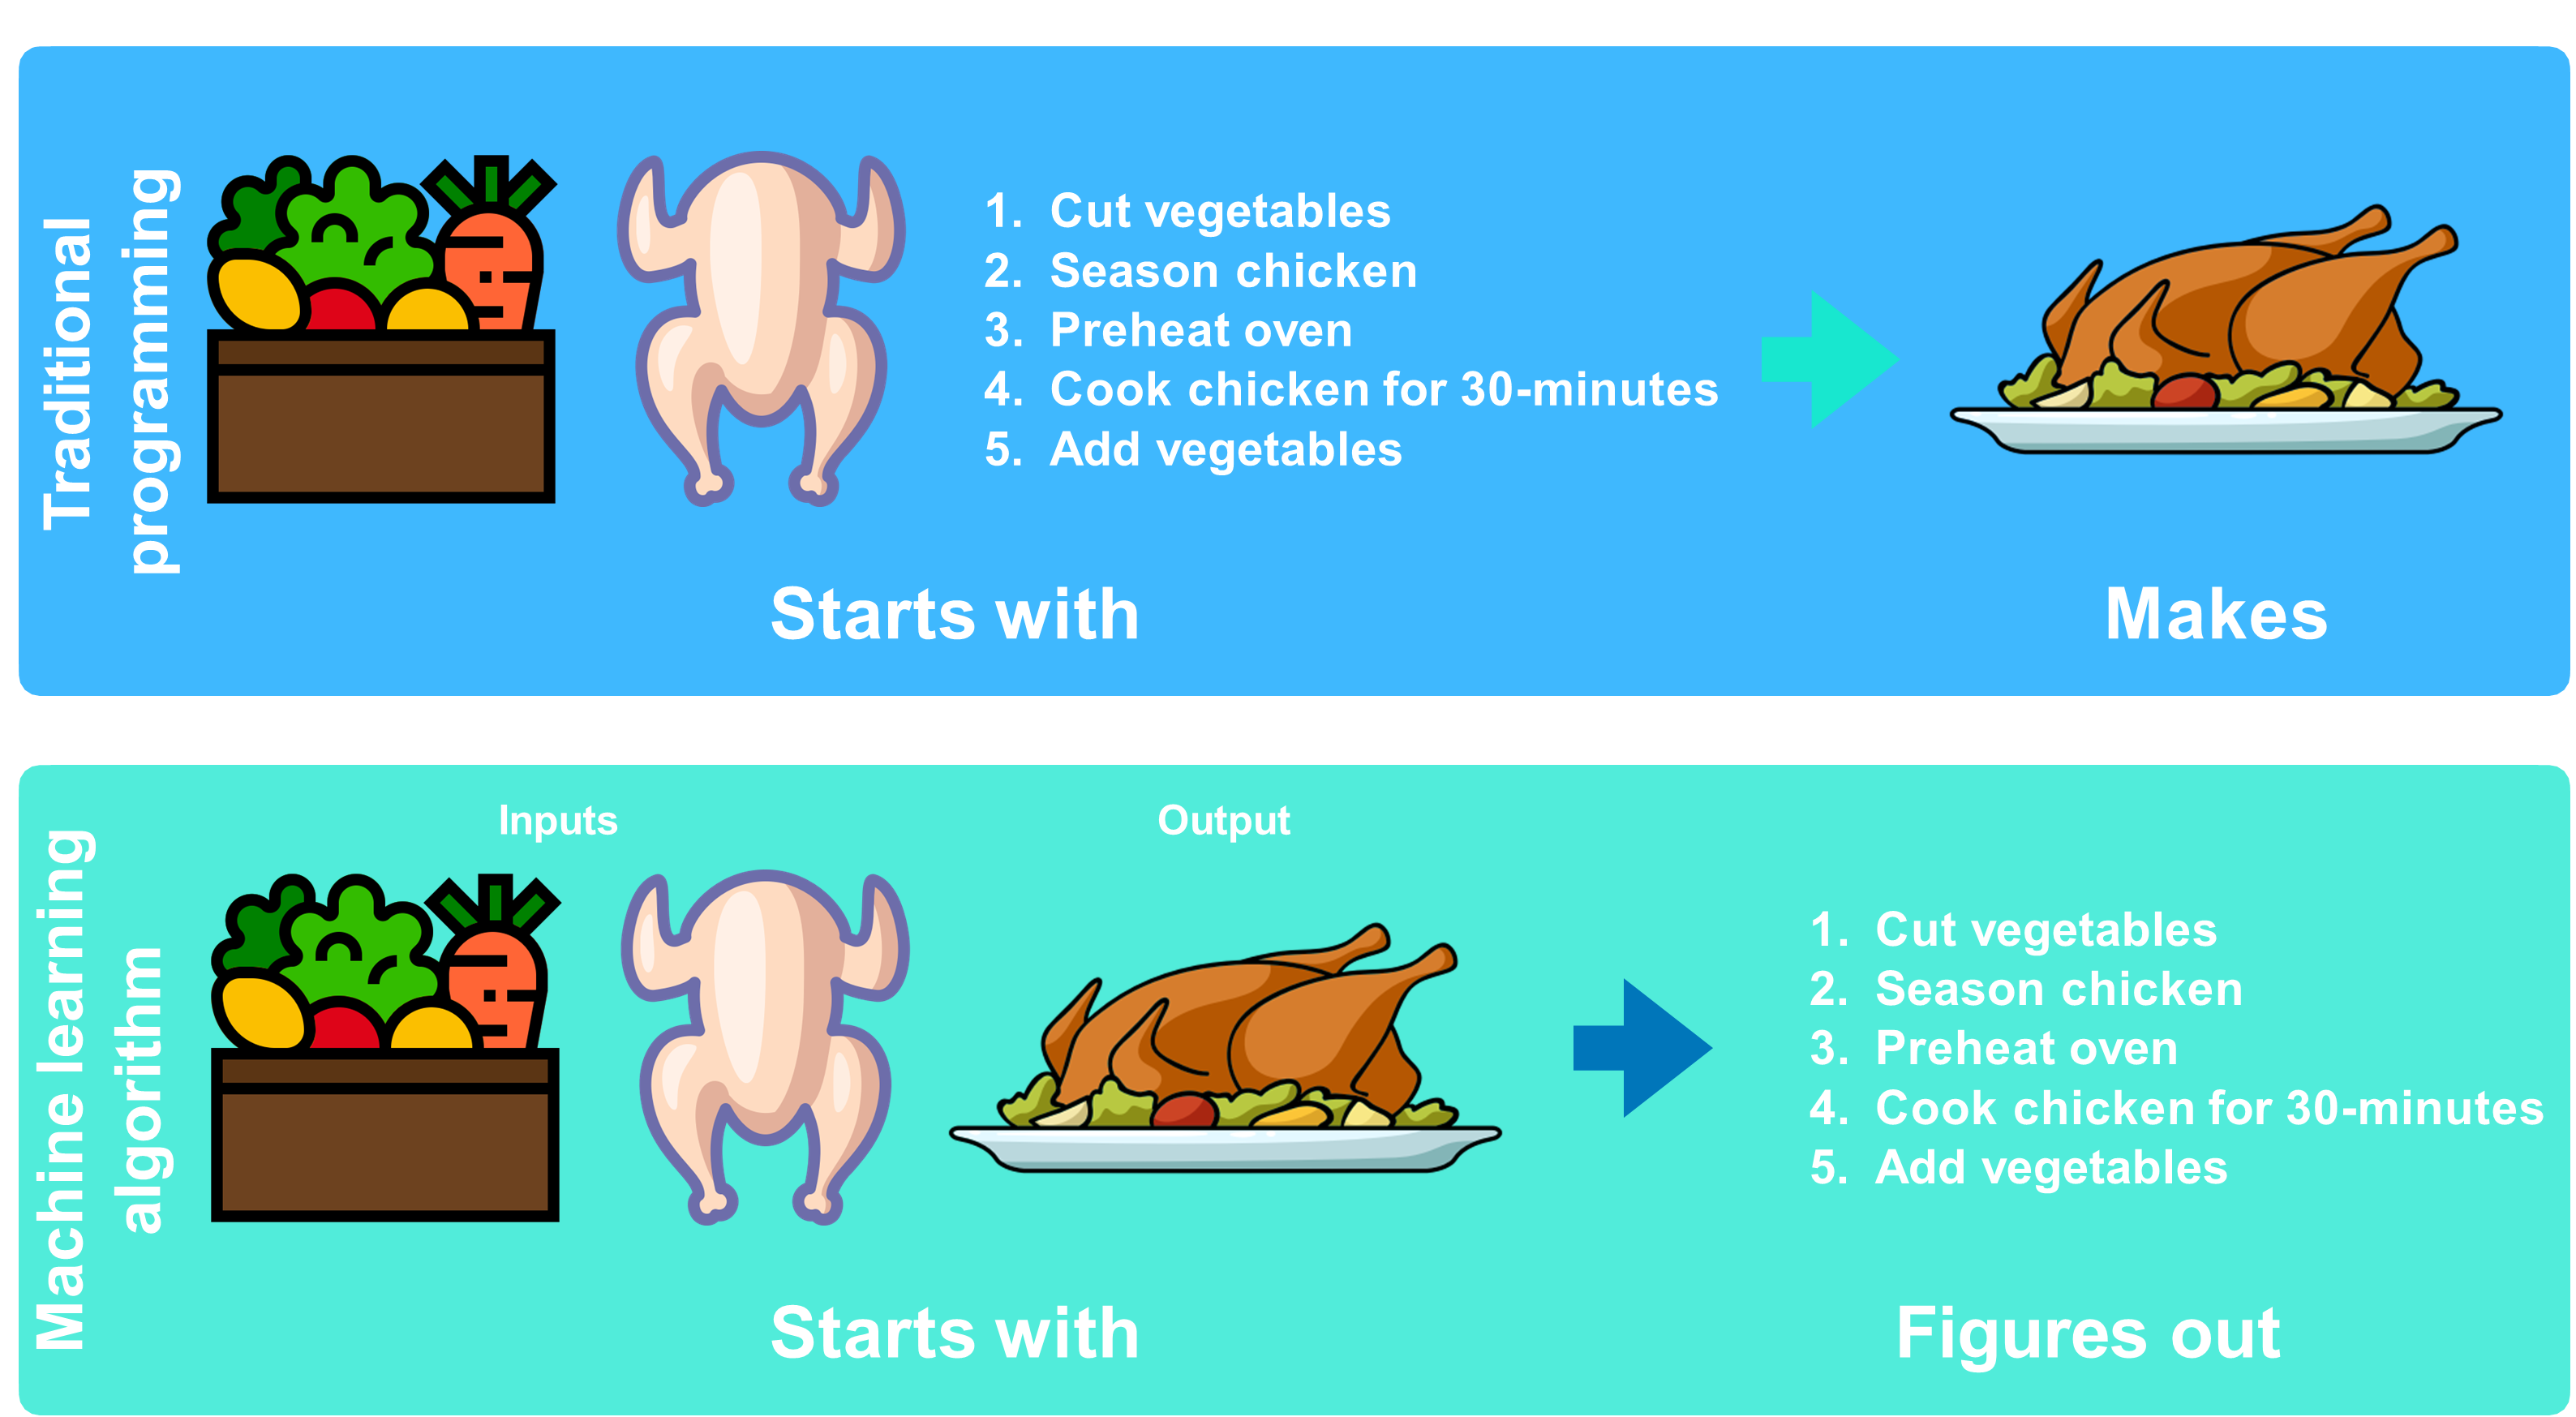 Traditional
programming
1. Cut vegetables
2. Season chicken
3. Preheat oven
4. Cook chicken for 30-minutes
5. Add vegetables
Starts with
Makes
Machine learning
algorithm
Inputs
Output
1. Cut vegetables
2. Season chicken
3. Preheat oven
4. Cook chicken for 30-minutes
5. Add vegetables
Starts with
Figures out